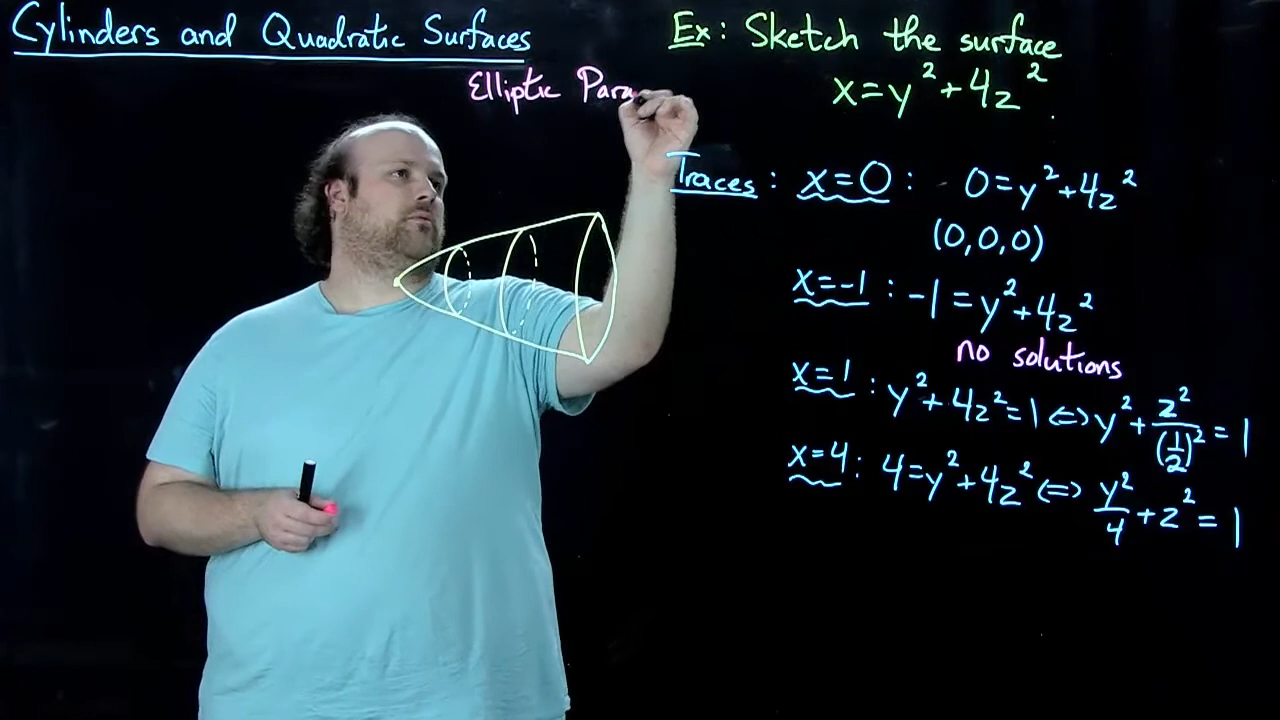 Cylinders and Quadratic Surfaces
Ex: Sketch the surface
x=y²+4z²
Elliptic Para
Traces: x=0: 0=y²+4z²
(0,0,0)
x=-1: -1=y²+4z²
no solutions
x=1: y²+4z²=1 ⟺ y²+z²/(1/2)²=1
x=4: 4=y²+4z² ⟺ y²/4+z²=1